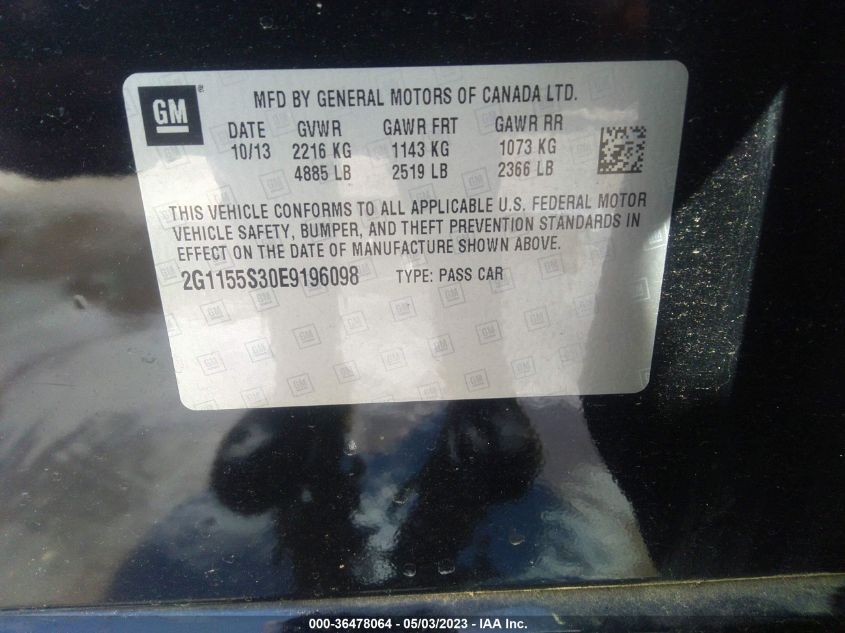 GM
MFD BY GENERAL MOTORS OF CANADA LTD.
DATE GVWR GAWR FRT GAWR RR
10/13 2216 KG 1143 KG 1073 KG
4885 LB 2519 LB 2366 LB
THIS VEHICLE CONFORMS TO ALL APPLICABLE U.S. FEDERAL MOTOR
VEHICLE SAFETY, BUMPER, AND THEFT PREVENTION STANDARDS IN
EFFECT ON THE DATE OF MANUFACTURE SHOWN ABOVE.
2G1155S30E9196098 TYPE: PASS CAR
000-36478064 - 05/03/2023 - IAA Inc.